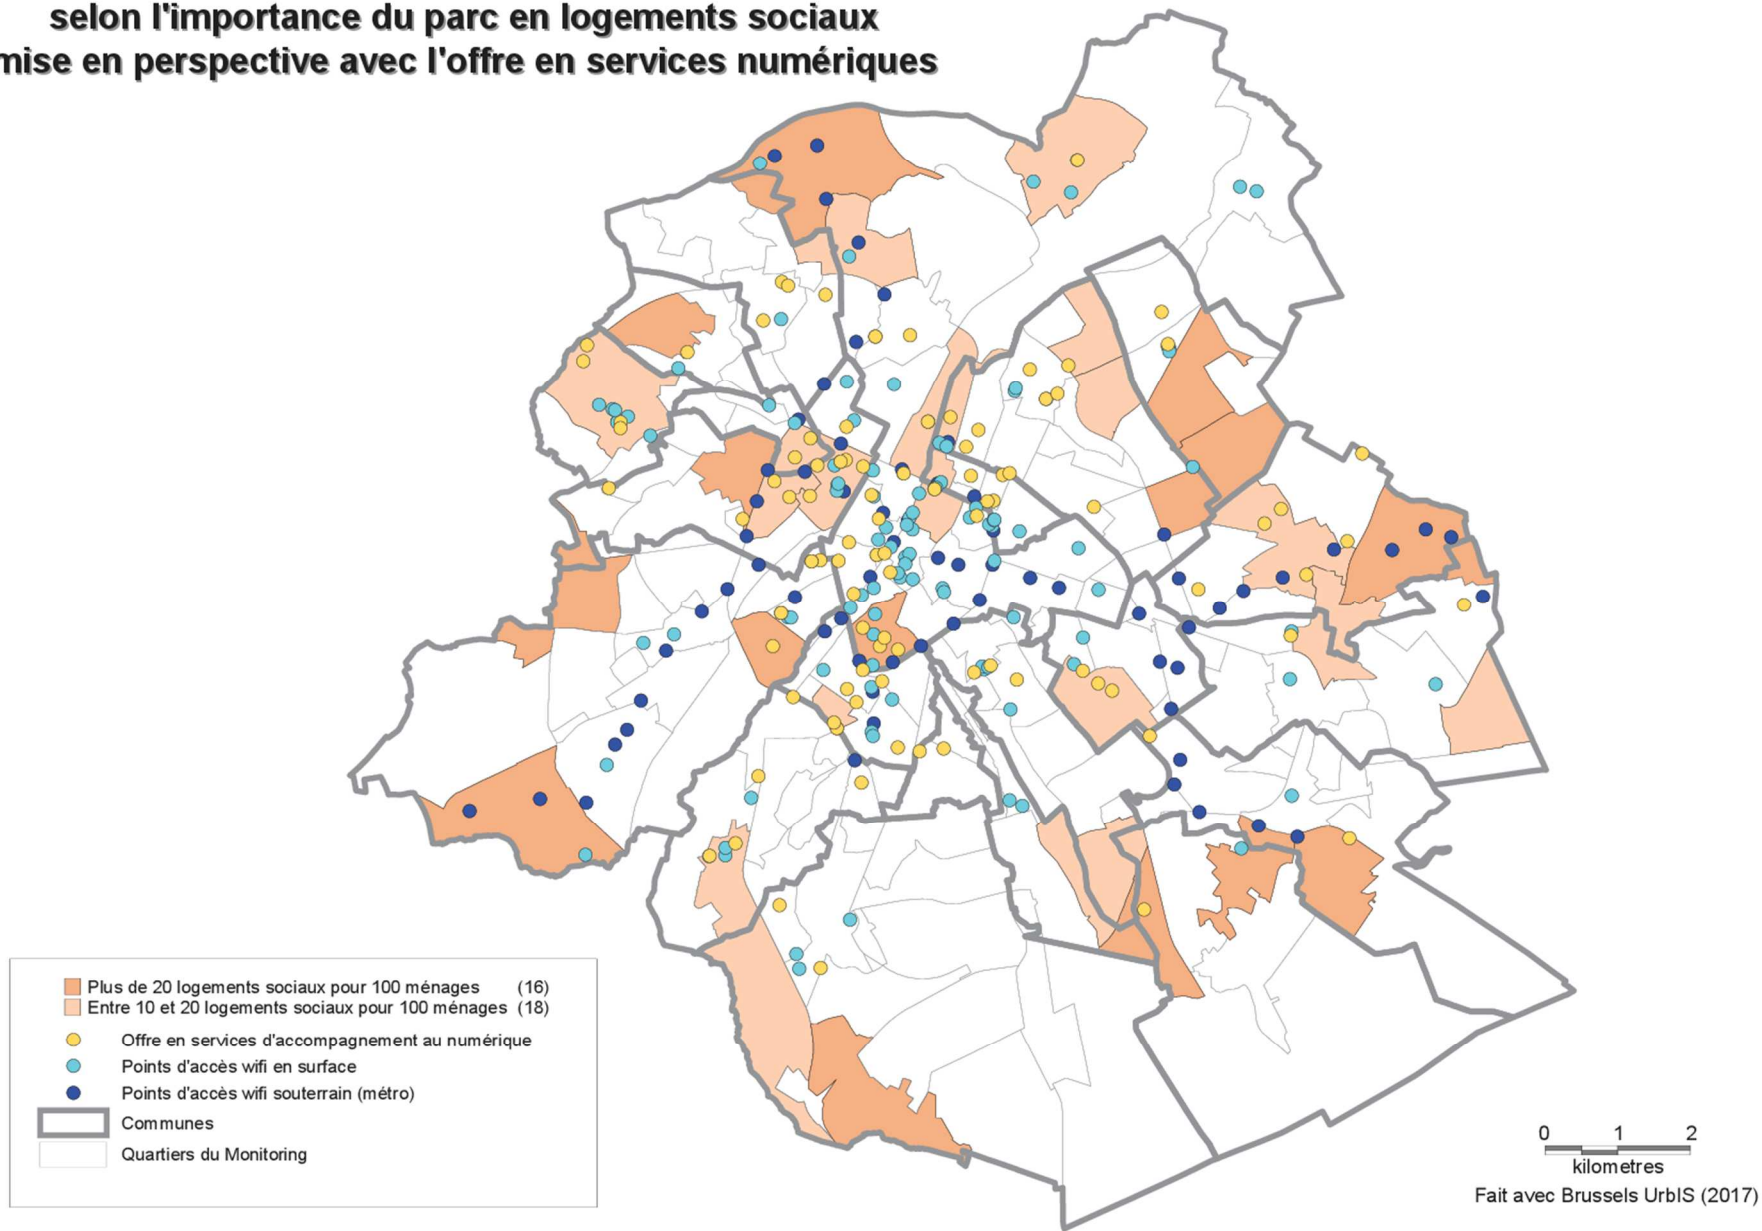 selon l'importance du parc en logements sociaux
mise en perspective avec l'offre en services numériques
Plus de 20 logements sociaux pour 100 ménages (16)
Entre 10 et 20 logements sociaux pour 100 ménages (18)
Offre en services d'accompagnement au numérique
Points d'accès wifi en surface
Points d'accès wifi souterrain (métro)
Communes
Quartiers du Monitoring
0 1 2
kilometres
Fait avec Brussels UrbIS (2017)